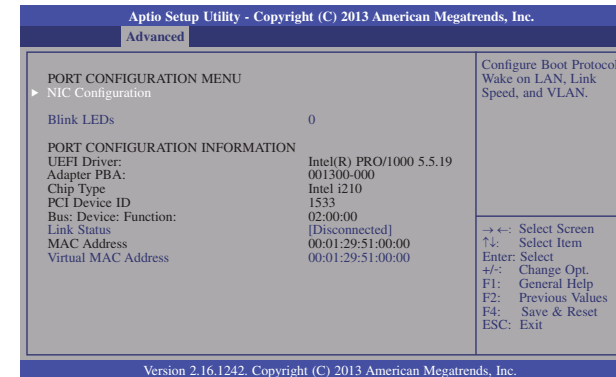 Aptio Setup Utility - Copyright (C) 2013 American Megatrends, Inc.
Advanced
PORT CONFIGURATION MENU
► NIC Configuration
Blink LEDs 0
PORT CONFIGURATION INFORMATION
UEFI Driver: Intel(R) PRO/1000 5.5.19
Adapter PBA: 001300-000
Chip Type Intel i210
PCI Device ID 1533
Bus: Device: Function: 02:00:00
Link Status [Disconnected]
MAC Address 00:01:29:51:00:00
Virtual MAC Address 00:01:29:51:00:00
Configure Boot Protocol
Wake on LAN, Link
Speed, and VLAN.
→←: Select Screen
↑↓: Select Item
Enter: Select
+/-: Change Opt.
F1: General Help
F2: Previous Values
F4: Save & Reset
ESC: Exit
Version 2.16.1242. Copyright (C) 2013 American Megatrends, Inc.